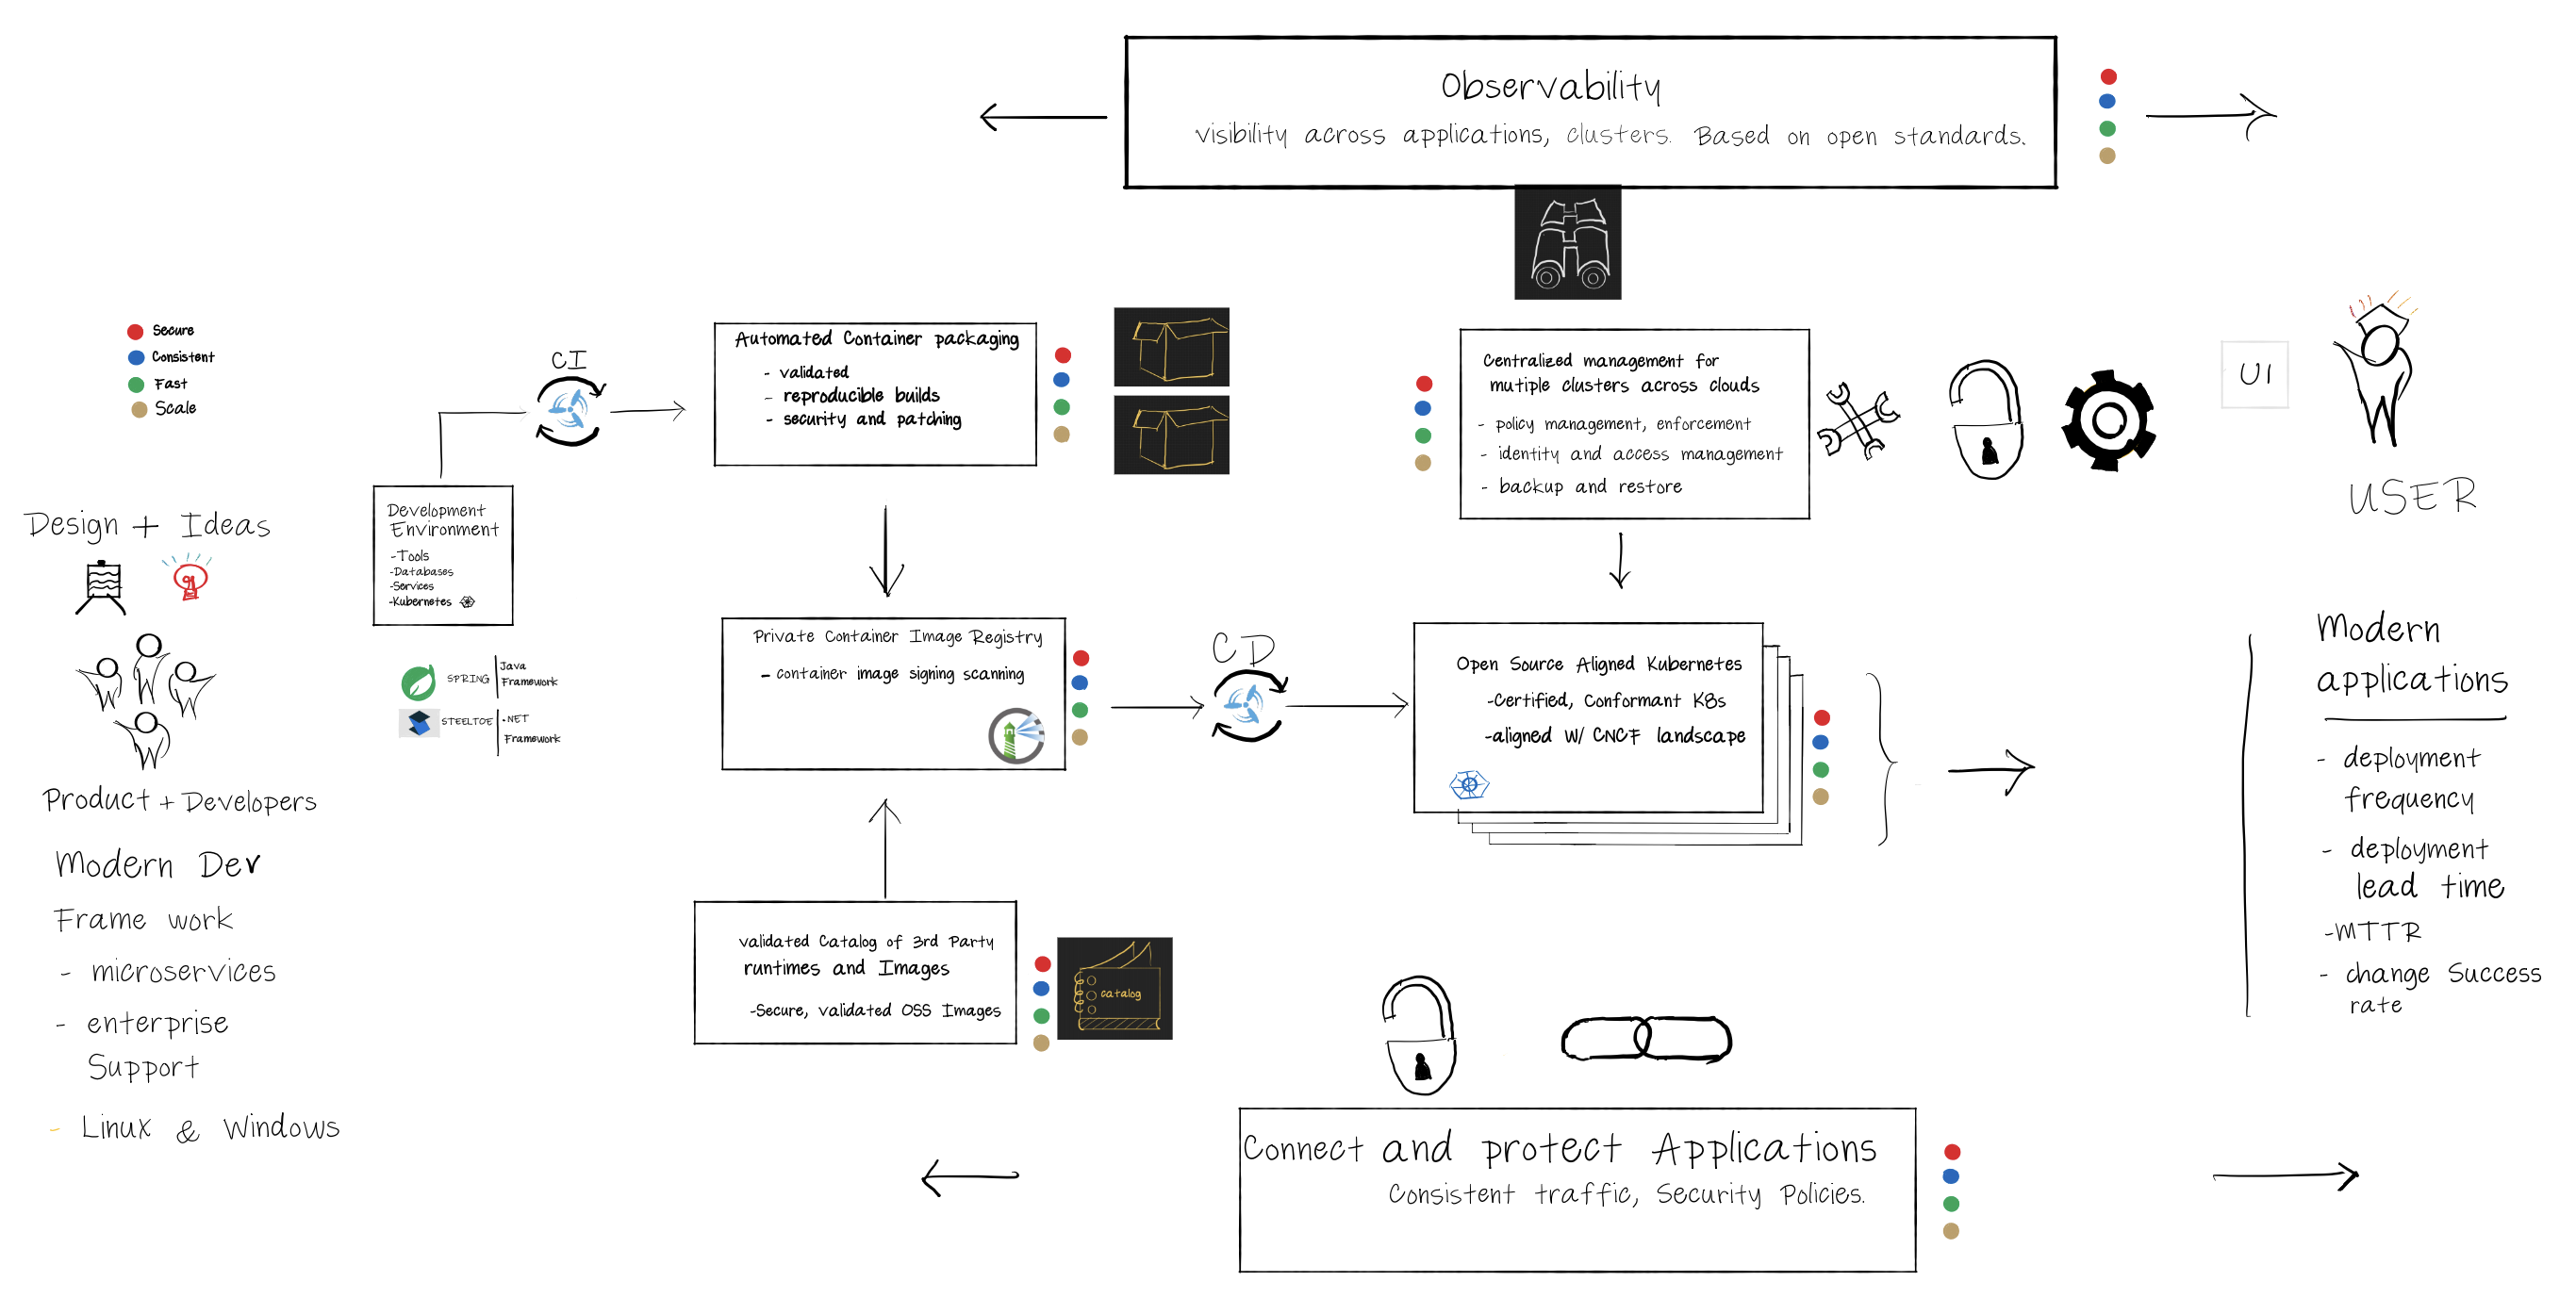 Observability
visibility across applications, clusters. Based on open standards.
Secure
Consistent
Fast
Scale
CI
Automated Container packaging
- validated
- reproducible builds
- security and patching
Centralized management for
mutiple clusters across clouds
- policy management, enforcement
- identity and access management
- backup and restore
UI
USER
Design + Ideas
Development
Environment
-Tools
-Databases
-Services
-Kubernetes
SPRING
Java
Framework
STEELTOE
.NET
Framework
Product + Developers
Modern Dev
Frame work
- microservices
- enterprise
Support
- Linux & Windows
Private Container Image Registry
- container image signing scanning
CD
Open Source Aligned Kubernetes
-Certified, Conformant K8s
-aligned W/ CNCF landscape
validated Catalog of 3rd Party
runtimes and Images
-Secure, validated OSS Images
catalog
Modern
applications
- deployment
frequency
- deployment
lead time
-MTTR
- change Success
rate
Connect and protect Applications
Consistent traffic, Security Policies.